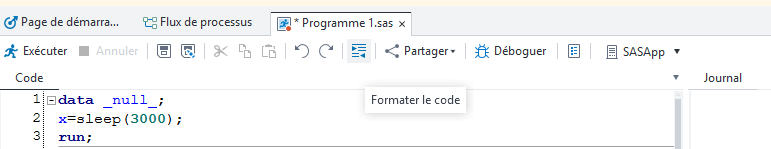 Page de démarra... Flux de processus * Programme 1.sas ×
Exécuter Annuler Partager Déboguer SASApp
Code Journal
Formater le code
1 data _null_;
2 x=sleep(3000);
3 run;